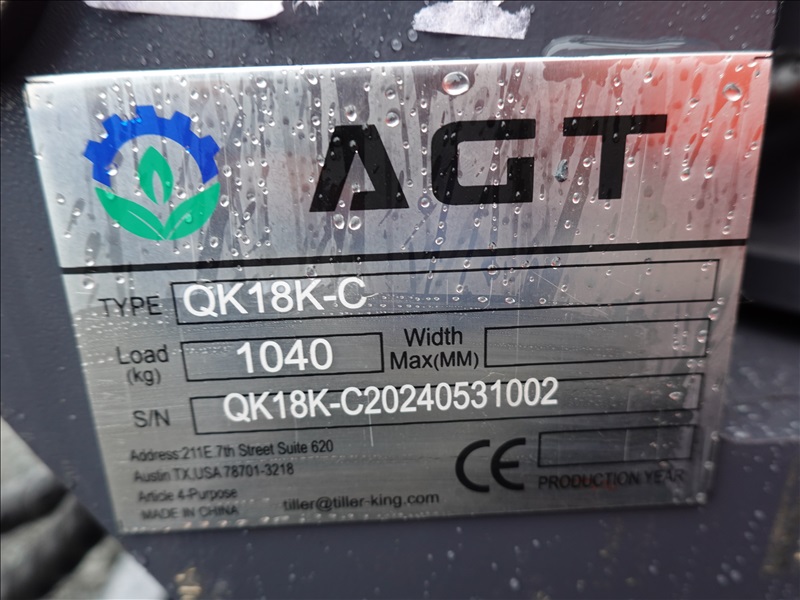 AGT
TYPE QK18K-C
Load (kg) 1040 Width Max(MM)
S/N QK18K-C20240531002
Address:211E.7th Street Suite 620
Austin TX.USA 78701-3218
Article 4-Purpose
MADE IN CHINA tiller@tiller-king.com
CE PRODUCTION YEAR